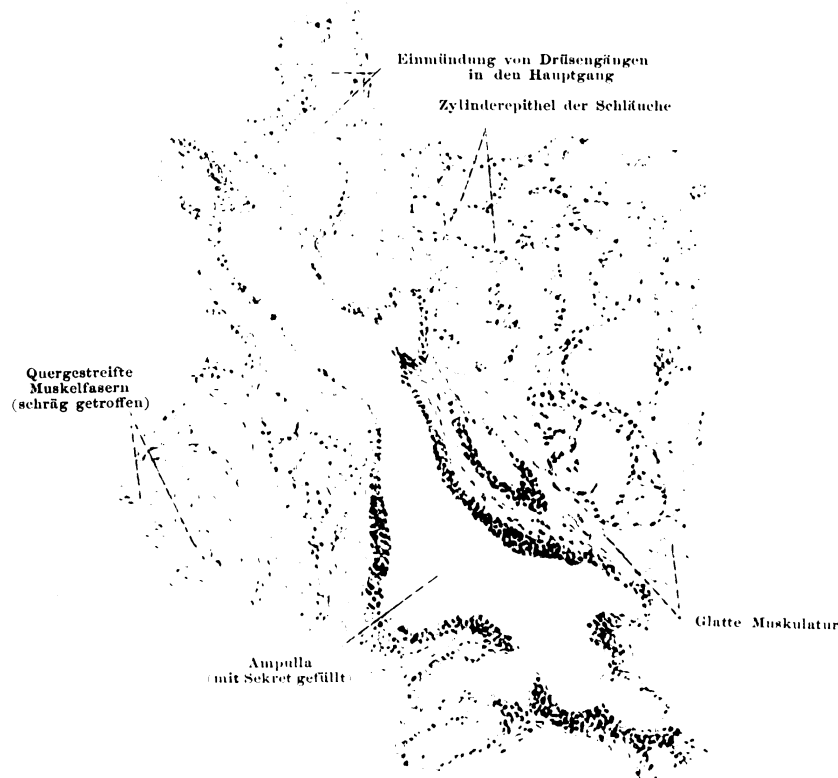 Einmündung von Drüsengängen
in den Hauptgang
Zylinderepithel der Schläuche
Quergestreifte
Muskelfasern
(schräg getroffen)
Glatte Muskulatur
Ampulla
(mit Sekret gefüllt)